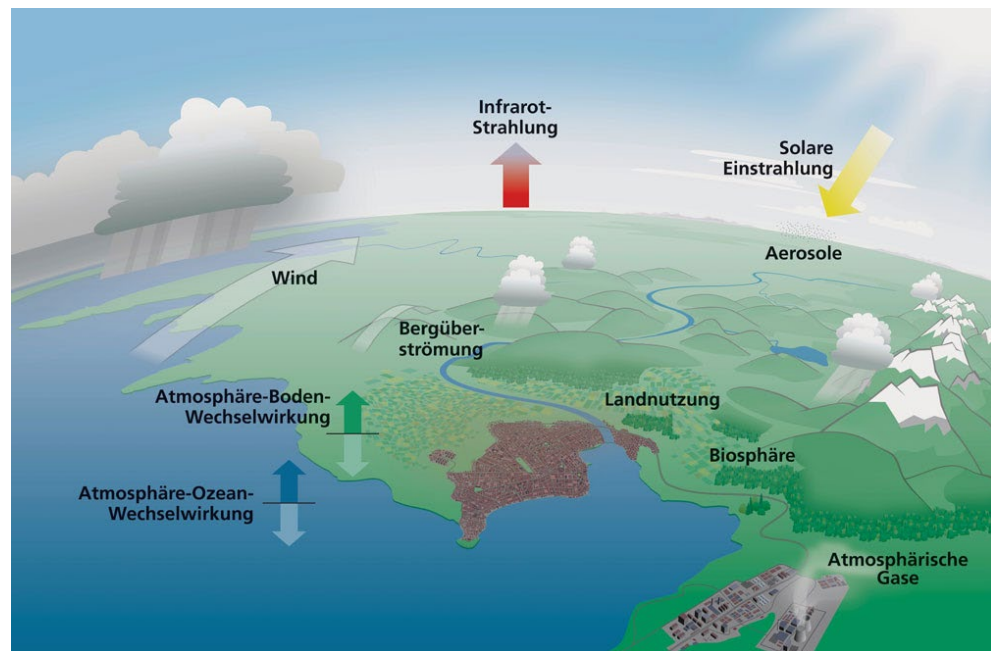 Infrarot-
Strahlung
Solare
Einstrahlung
Aerosole
Wind
Bergüber-
strömung
Atmosphäre-Boden-
Wechselwirkung
Landnutzung
Biosphäre
Atmosphäre-Ozean-
Wechselwirkung
Atmosphärische
Gase